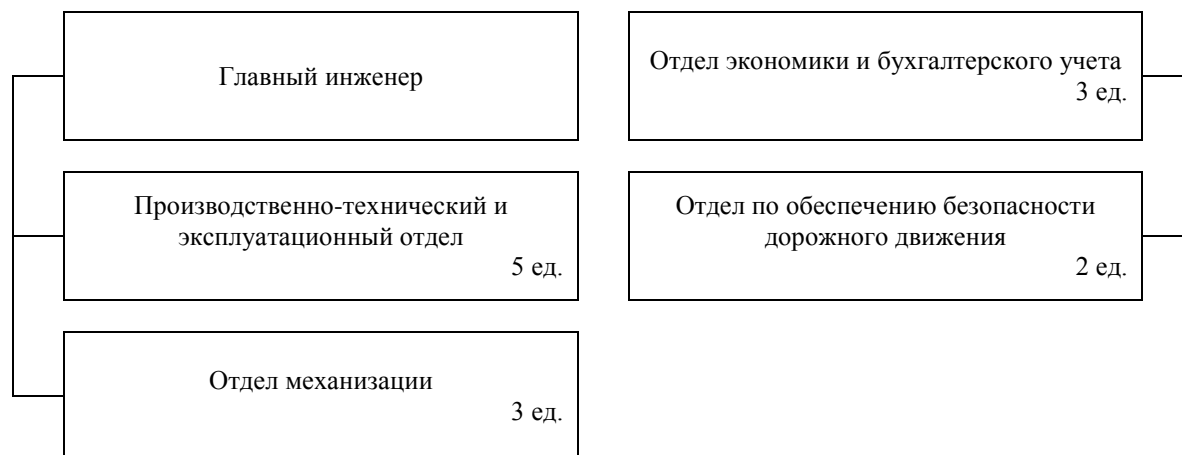 Главный инженер
Производственно-технический и
эксплуатационный отдел
5 ед.
Отдел механизации
3 ед.
Отдел экономики и бухгалтерского учета
3 ед.
Отдел по обеспечению безопасности
дорожного движения
2 ед.